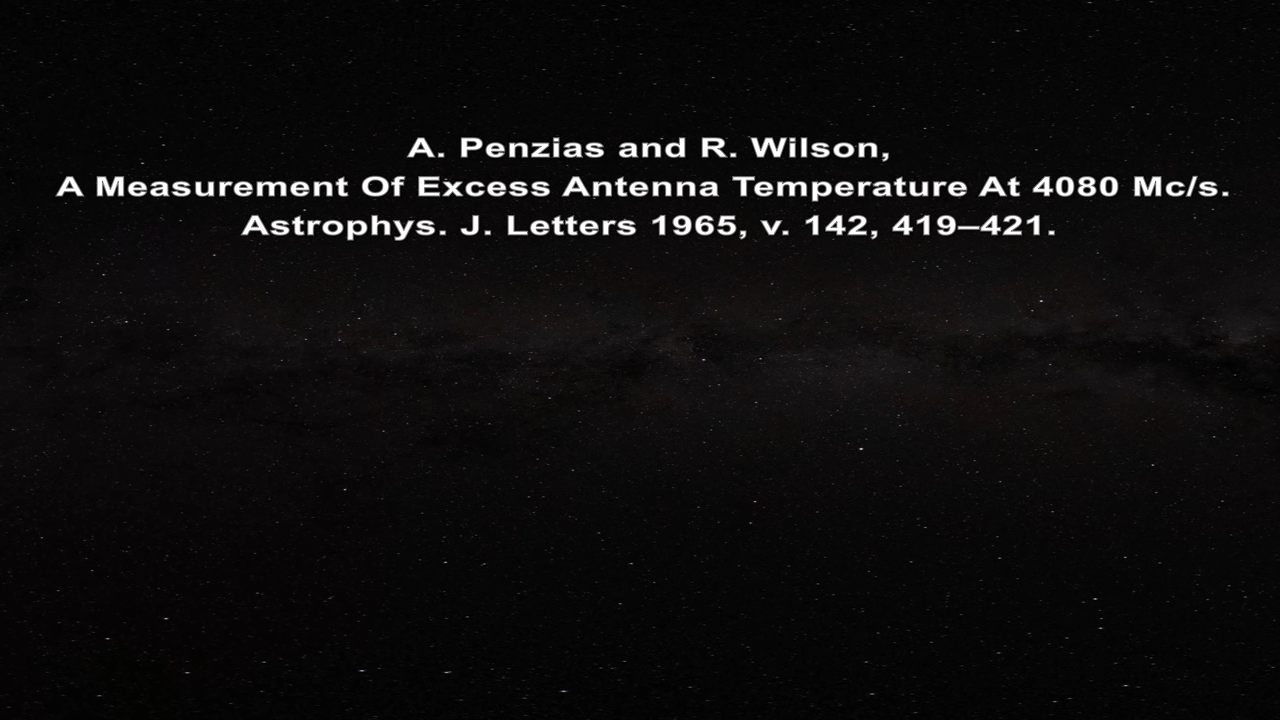 A. Penzias and R. Wilson,
A Measurement Of Excess Antenna Temperature At 4080 Mc/s.
Astrophys. J. Letters 1965, v. 142, 419–421.